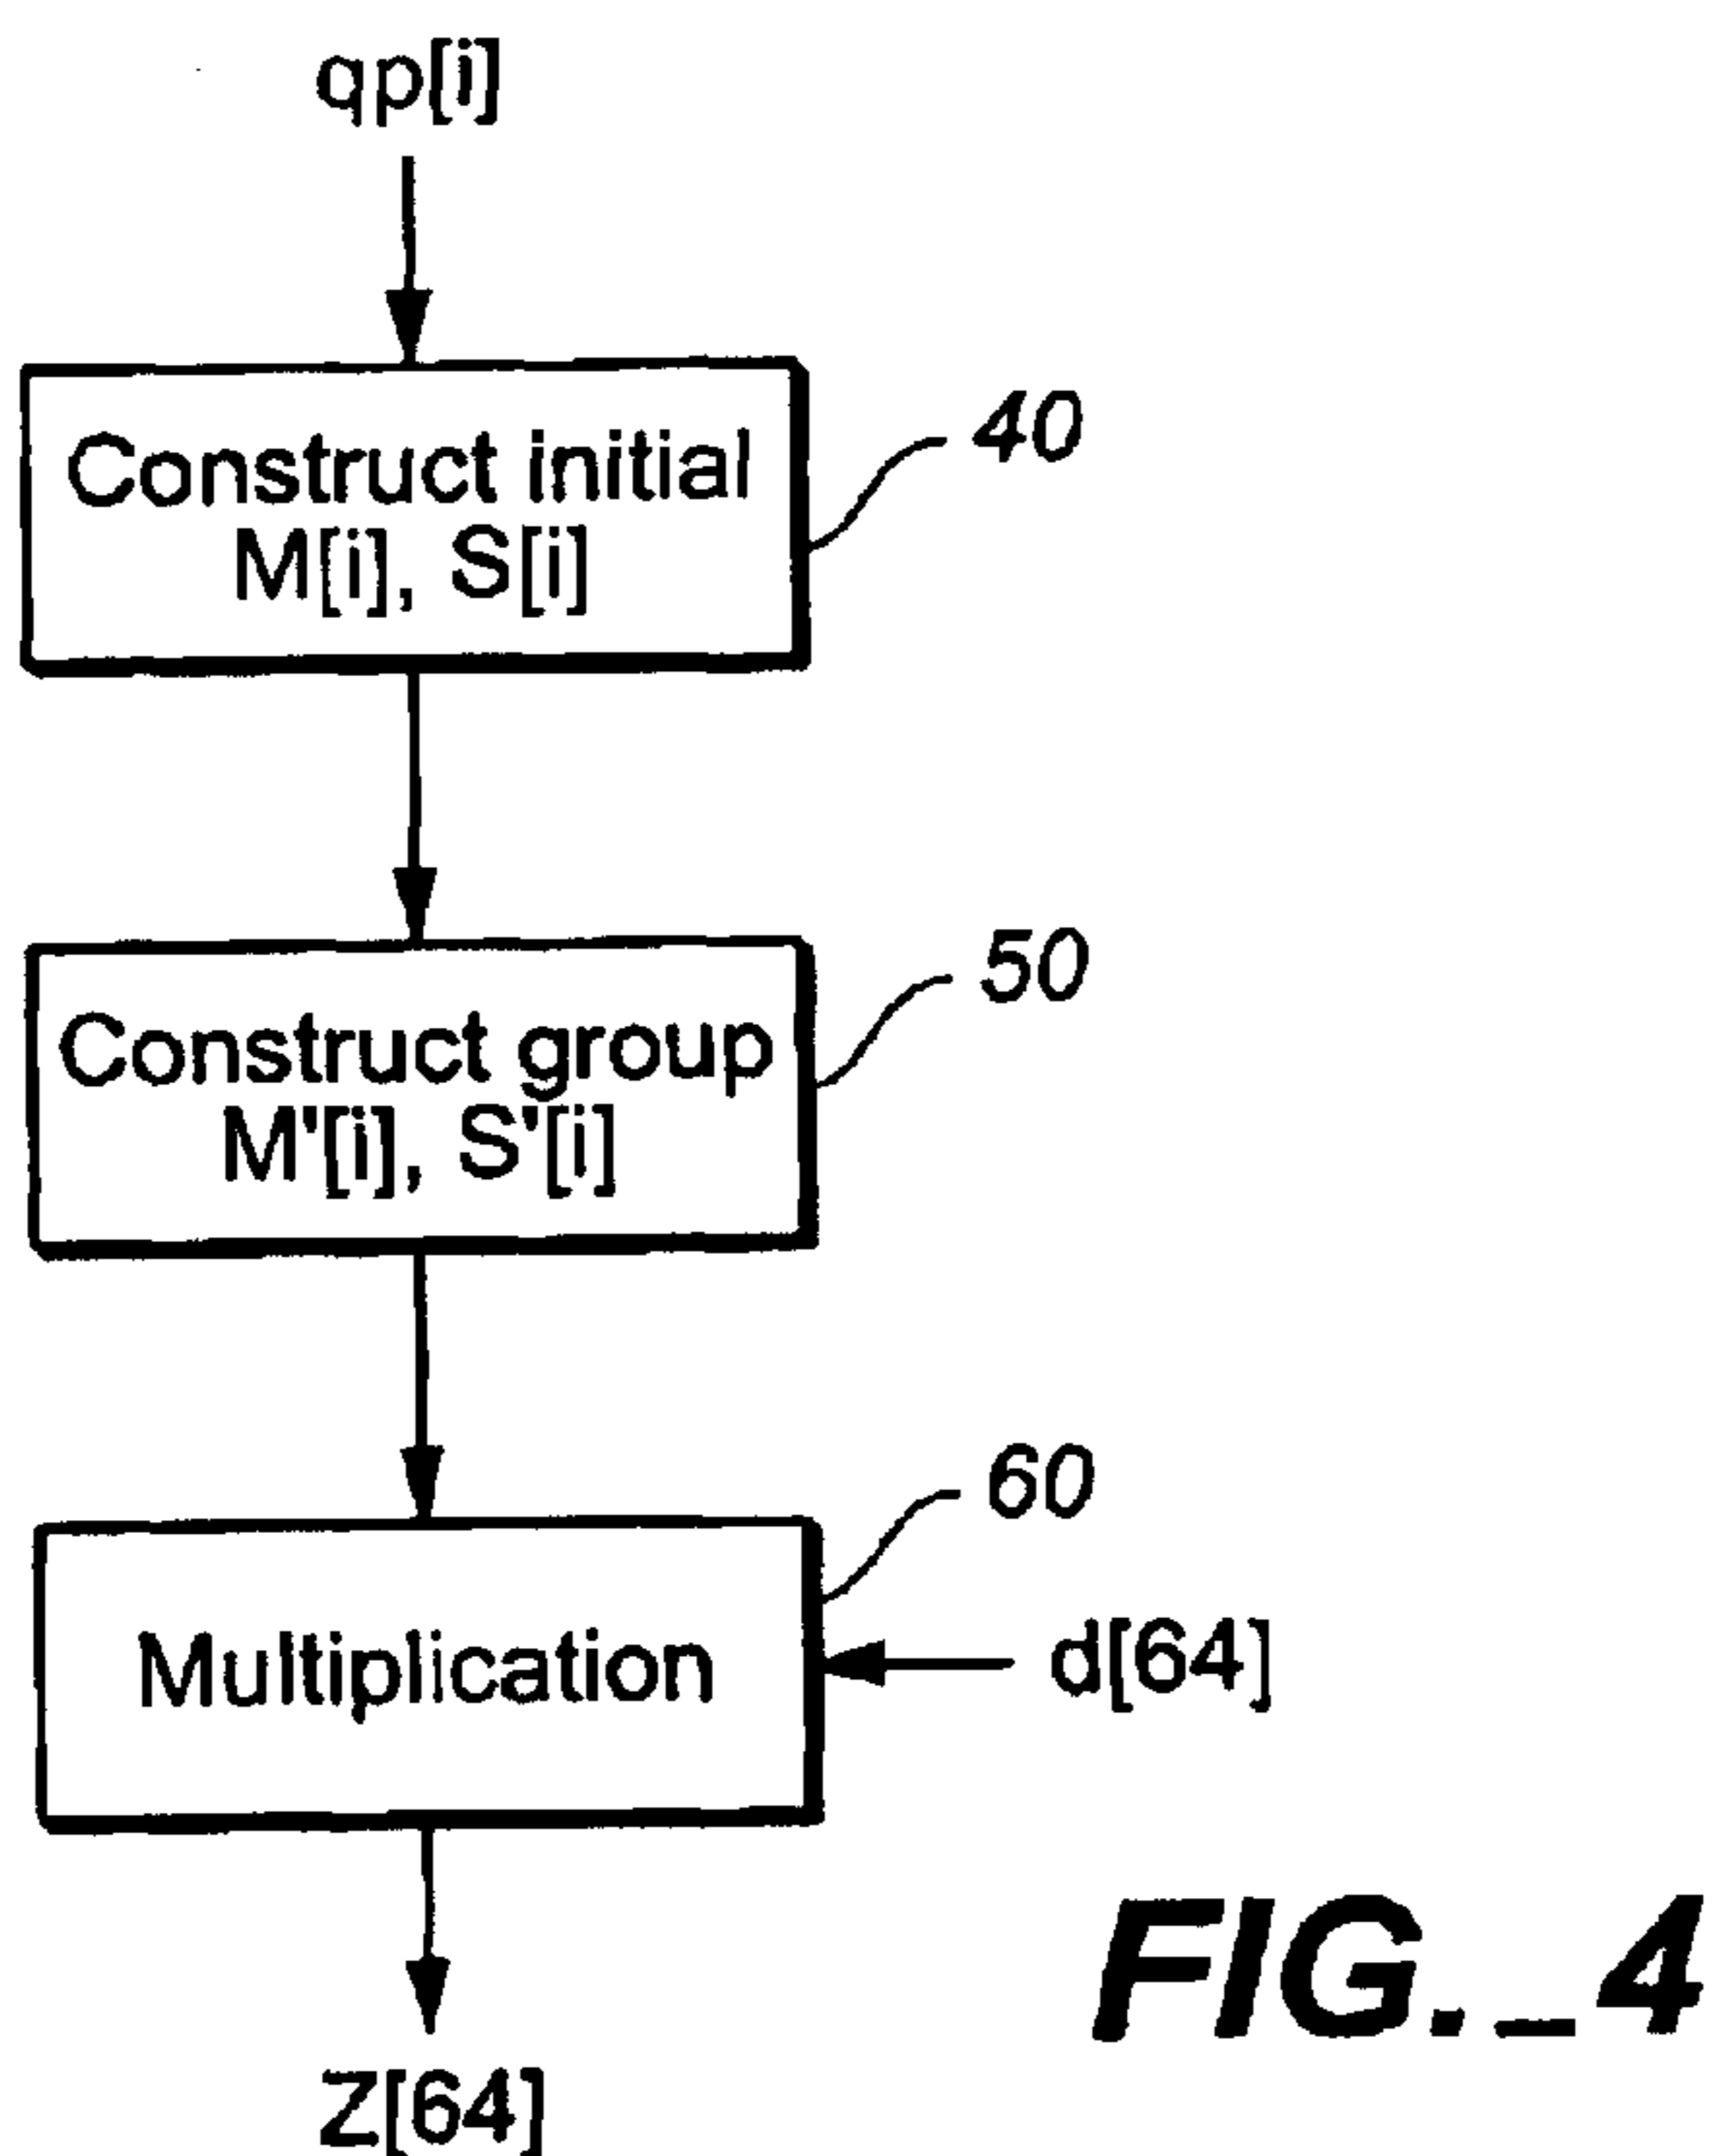 qp[i]
Construct initial
M[i], S[i]
40
Construct group
M'[i], S'[i]
50
Multiplication
60
d[64]
Z[64]
FIG._4